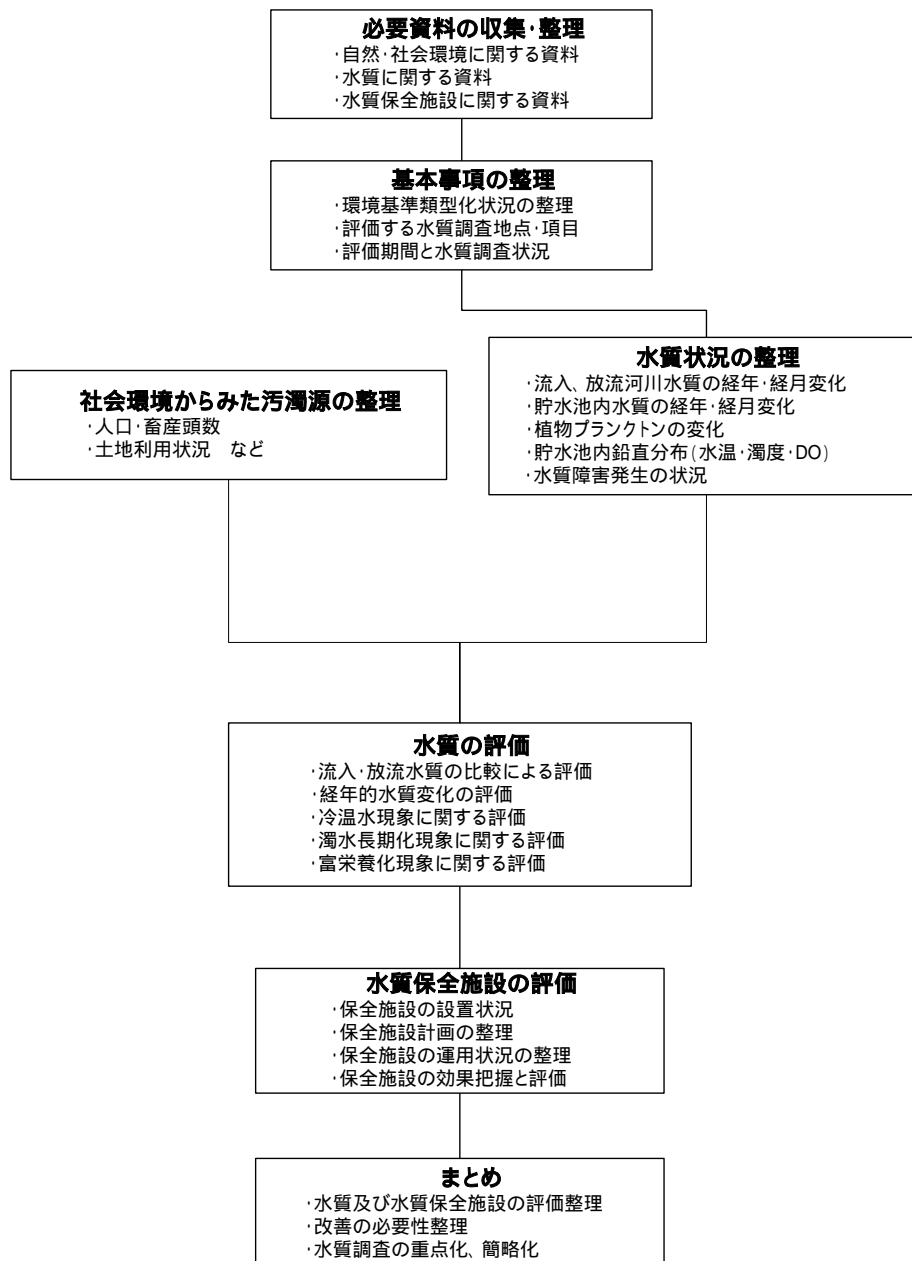 必要資料の収集・整理
・自然・社会環境に関する資料
・水質に関する資料
・水質保全施設に関する資料
基本事項の整理
・環境基準類型化状況の整理
・評価する水質調査地点・項目
・評価期間と水質調査状況
社会環境からみた汚濁源の整理
・人口・畜産頭数
・土地利用状況　など
水質状況の整理
・流入、放流河川水質の経年・経月変化
・貯水池内水質の経年・経月変化
・植物プランクトンの変化
・貯水池内鉛直分布(水温・濁度・DO)
・水質障害発生の状況
水質の評価
・流入・放流水質の比較による評価
・経年的水質変化の評価
・冷温水現象に関する評価
・濁水長期化現象に関する評価
・富栄養化現象に関する評価
水質保全施設の評価
・保全施設の設置状況
・保全施設計画の整理
・保全施設の運用状況の整理
・保全施設の効果把握と評価
まとめ
・水質及び水質保全施設の評価整理
・改善の必要性整理
・水質調査の重点化、簡略化